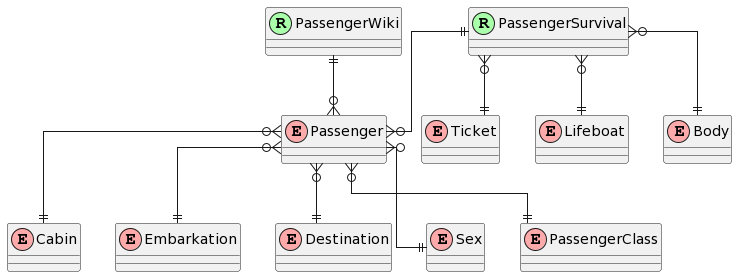 R PassengerWiki
R PassengerSurvival
E Passenger
E Ticket
E Lifeboat
E Body
E Cabin
E Embarkation
E Destination
E Sex
E PassengerClass